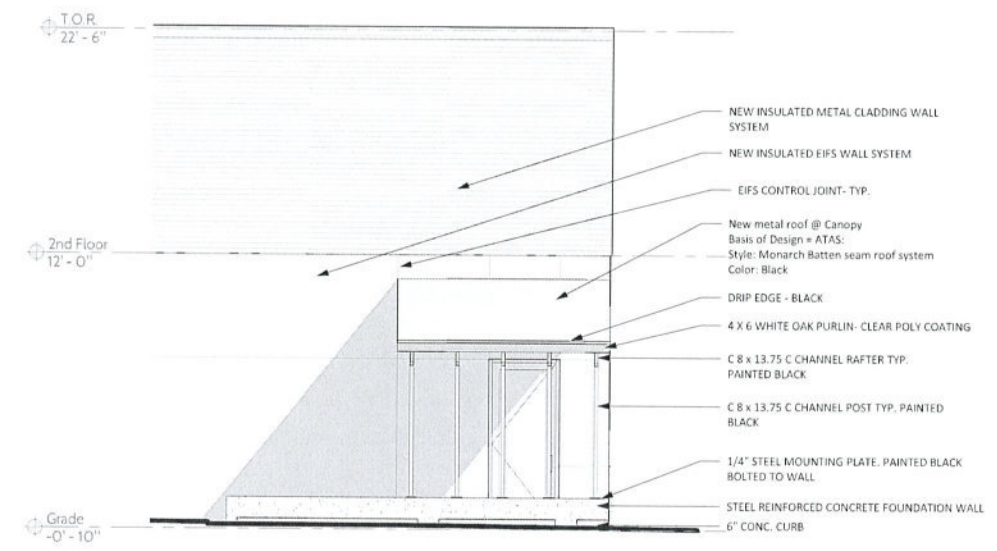 T.O.R.
22' - 6"
NEW INSULATED METAL CLADDING WALL
SYSTEM
NEW INSULATED EIFS WALL SYSTEM
EIFS CONTROL JOINT- TYP.
New metal roof @ Canopy
Basis of Design = ATAS:
Style: Monarch Batten seam roof system
Color: Black
2nd Floor
12' - 0"
DRIP EDGE - BLACK
4 X 6 WHITE OAK PURLIN- CLEAR POLY COATING
C 8 x 13.75 C CHANNEL RAFTER TYP.
PAINTED BLACK
C 8 x 13.75 C CHANNEL POST TYP. PAINTED
BLACK
1/4" STEEL MOUNTING PLATE. PAINTED BLACK
BOLTED TO WALL
STEEL REINFORCED CONCRETE FOUNDATION WALL
6" CONC. CURB
Grade
-0' - 10"